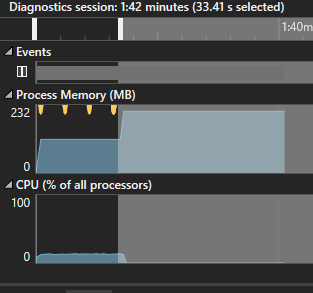 Diagnostics session: 1:42 minutes (33.41 s selected)
1:40m
Events
Process Memory (MB)
232
0
CPU (% of all processors)
100
0